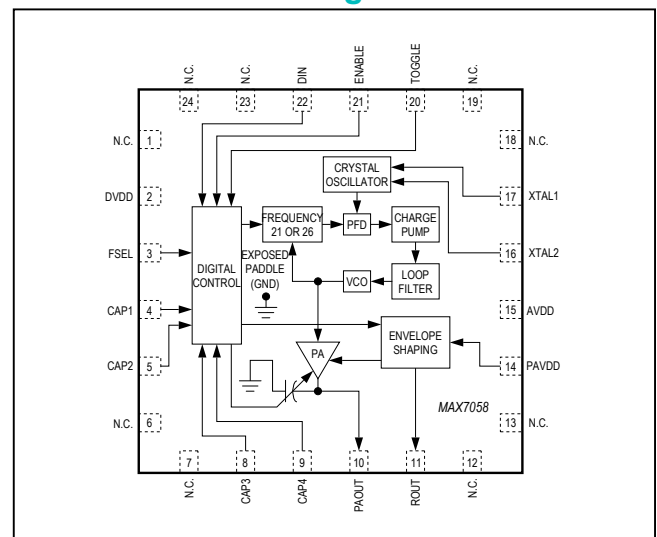 N.C.
N.C.
DIN
ENABLE
TOGGLE
N.C.
24
23
22
21
20
19
N.C.
1
18
N.C.
CRYSTAL
OSCILLATOR
DVDD
2
17
XTAL1
FREQUENCY
21 OR 26
PFD
CHARGE
PUMP
FSEL
3
16
XTAL2
DIGITAL
CONTROL
EXPOSED
PADDLE
(GND)
VCO
LOOP
FILTER
CAP1
4
15
AVDD
ENVELOPE
SHAPING
PA
CAP2
5
14
PAVDD
MAX7058
N.C.
6
13
N.C.
7
8
9
10
11
12
N.C.
CAP3
CAP4
PAOUT
ROUT
N.C.